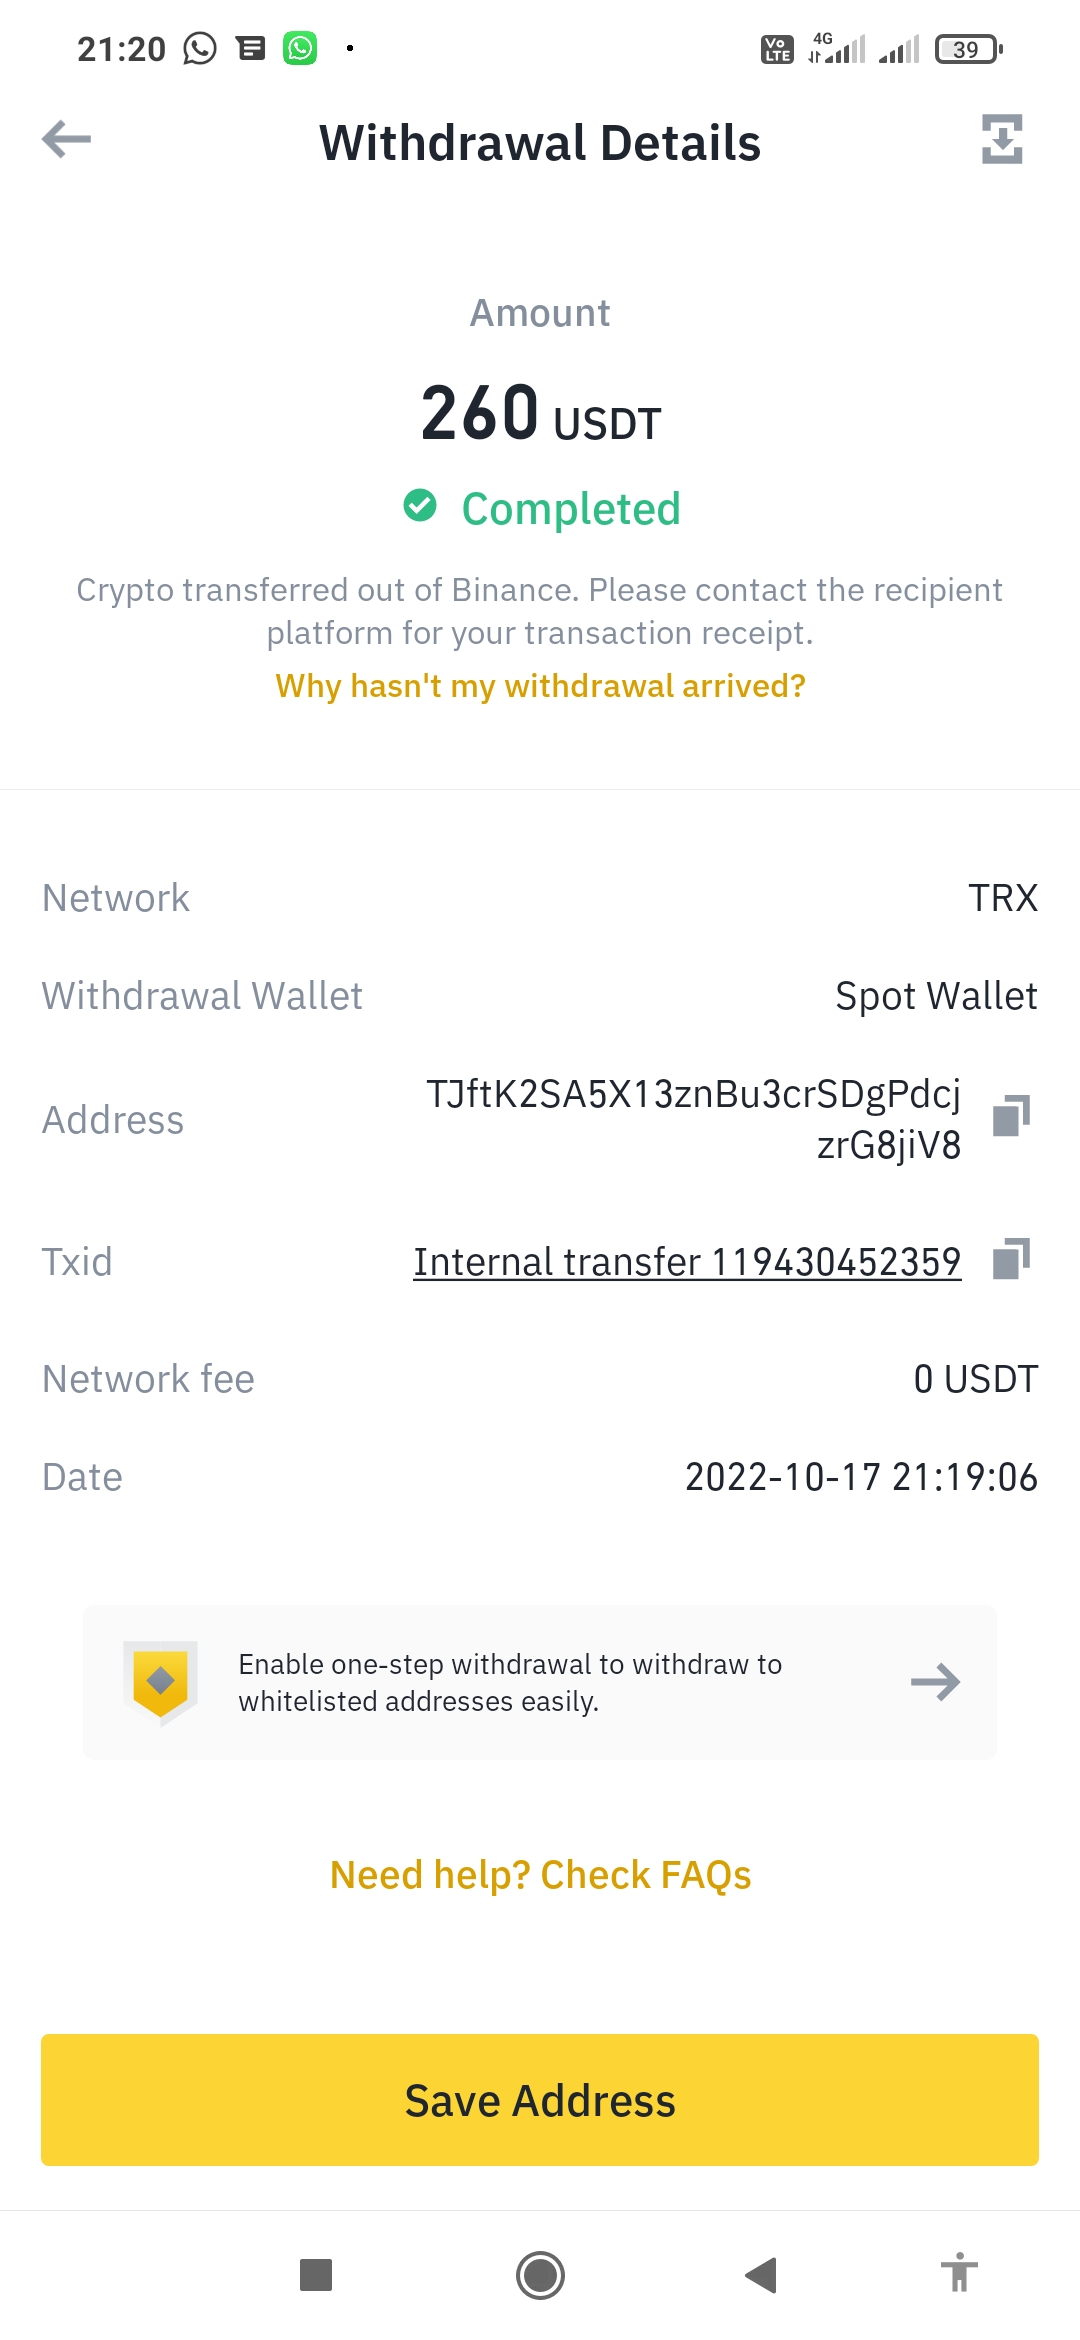 21:20
Vo LTE 4G 39
Withdrawal Details
Amount
260 USDT
Completed
Crypto transferred out of Binance. Please contact the recipient
platform for your transaction receipt.
Why hasn't my withdrawal arrived?
Network TRX
Withdrawal Wallet Spot Wallet
Address TJftK2SA5X13znBu3crSDgPdcj
zrG8jiV8
Txid Internal transfer 119430452359
Network fee 0 USDT
Date 2022-10-17 21:19:06
Enable one-step withdrawal to withdraw to
whitelisted addresses easily.
Need help? Check FAQs
Save Address